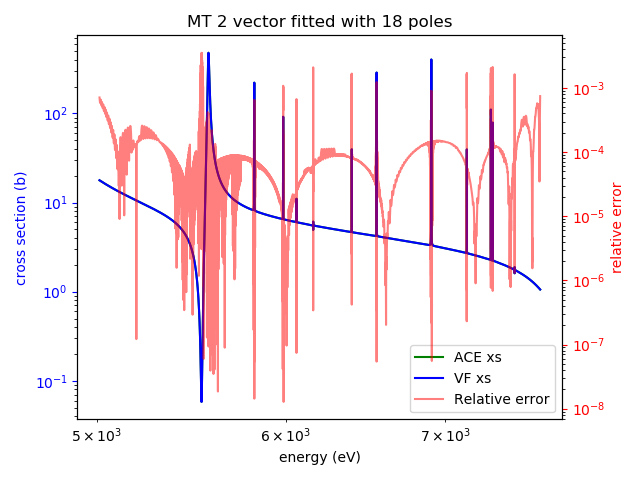 MT 2 vector fitted with 18 poles
cross section (b)
10² 10¹ 10⁰ 10⁻¹
10⁻³ 10⁻⁴ 10⁻⁵ 10⁻⁶ 10⁻⁷ 10⁻⁸
relative error
ACE xs
VF xs
Relative error
5 × 10³ 6 × 10³ 7 × 10³
energy (eV)